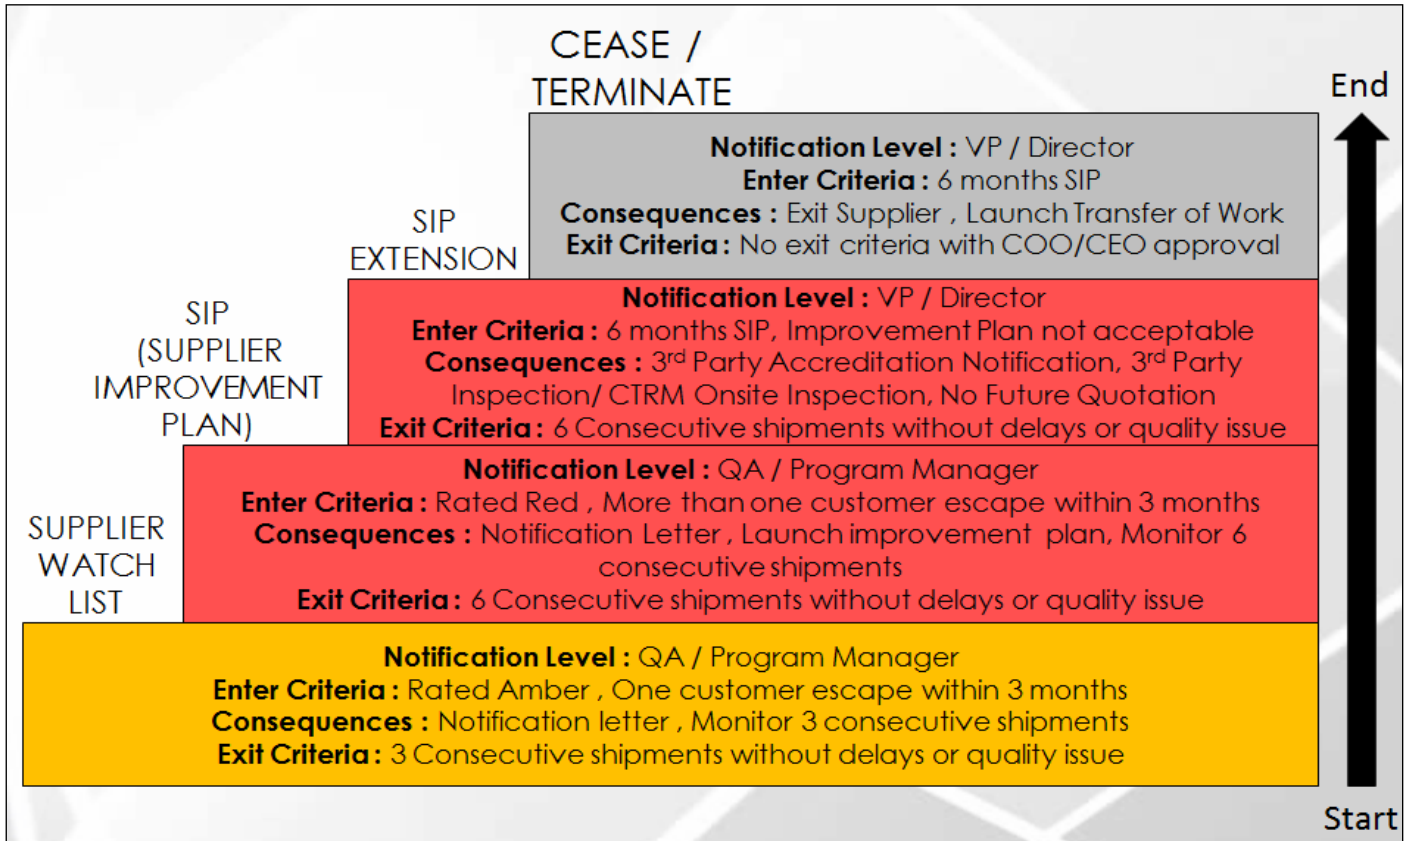 CEASE /
TERMINATE
End
Notification Level : VP / Director
Enter Criteria : 6 months SIP
Consequences : Exit Supplier , Launch Transfer of Work
Exit Criteria : No exit criteria with COO/CEO approval
SIP
EXTENSION
Notification Level : VP / Director
Enter Criteria : 6 months SIP, Improvement Plan not acceptable
Consequences : 3rd Party Accreditation Notification, 3rd Party
Inspection/ CTRM Onsite Inspection, No Future Quotation
Exit Criteria : 6 Consecutive shipments without delays or quality issue
SIP
(SUPPLIER
IMPROVEMENT
PLAN)
Notification Level : QA / Program Manager
Enter Criteria : Rated Red , More than one customer escape within 3 months
Consequences : Notification Letter , Launch improvement plan, Monitor 6
consecutive shipments
Exit Criteria : 6 Consecutive shipments without delays or quality issue
SUPPLIER
WATCH
LIST
Notification Level : QA / Program Manager
Enter Criteria : Rated Amber , One customer escape within 3 months
Consequences : Notification letter , Monitor 3 consecutive shipments
Exit Criteria : 3 Consecutive shipments without delays or quality issue
Start